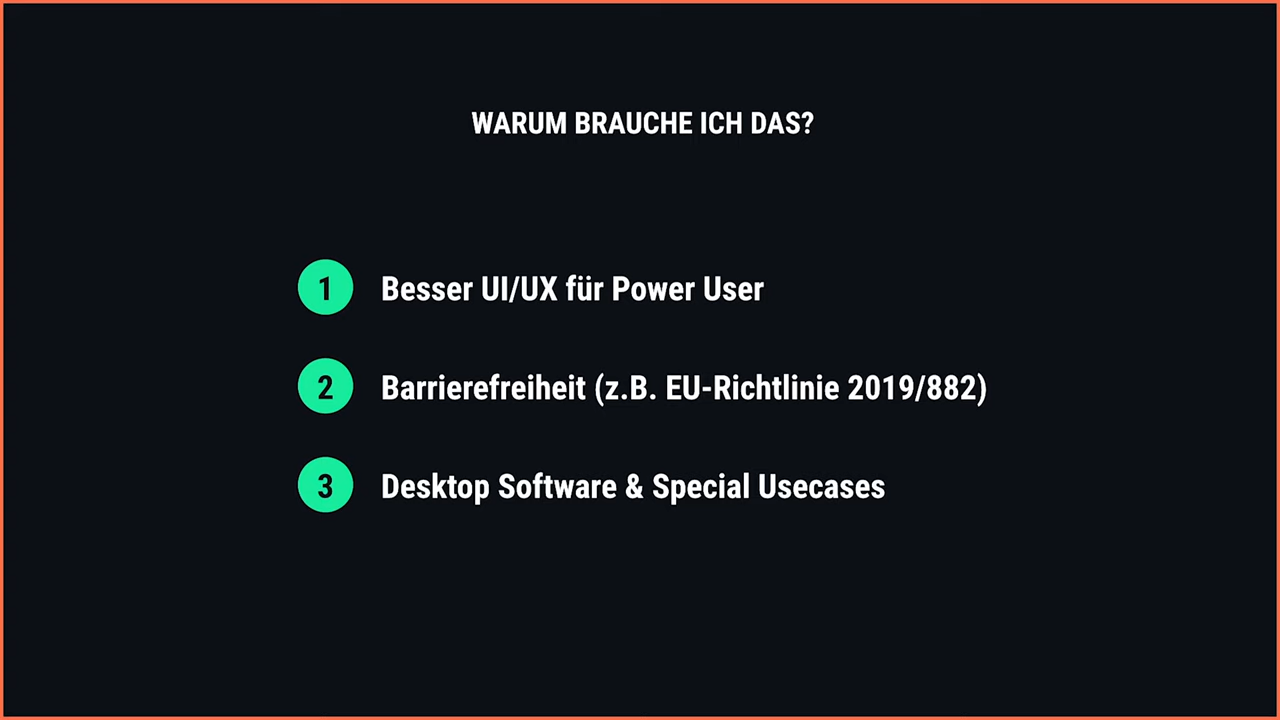 WARUM BRAUCHE ICH DAS?
1 Besser UI/UX für Power User
2 Barrierefreiheit (z.B. EU-Richtlinie 2019/882)
3 Desktop Software & Special Usecases